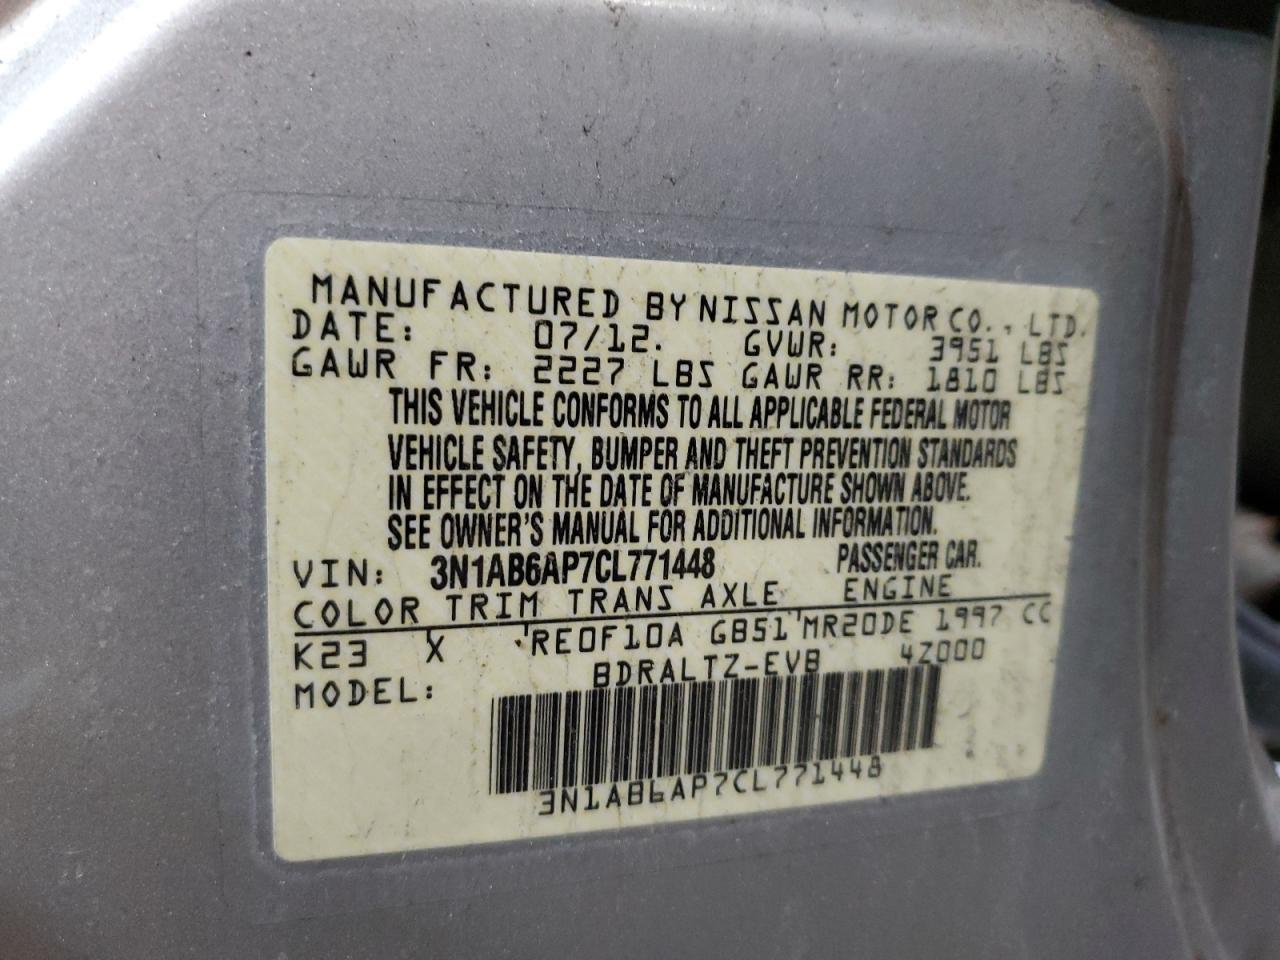 MANUFACTURED BY NISSAN MOTOR CO., LTD.
DATE: 07/12. GVWR: 3951 LBS
GAWR FR: 2227 LBS GAWR RR: 1810 LBS
THIS VEHICLE CONFORMS TO ALL APPLICABLE FEDERAL MOTOR
VEHICLE SAFETY, BUMPER AND THEFT PREVENTION STANDARDS
IN EFFECT ON THE DATE OF MANUFACTURE SHOWN ABOVE.
SEE OWNER'S MANUAL FOR ADDITIONAL INFORMATION.
VIN: 3N1AB6AP7CL771448 PASSENGER CAR.
COLOR TRIM TRANS AXLE ENGINE
K23 X RE0F10A GB51 MR20DE 1997 CC
MODEL: BDRALTZ-EVB 4Z000
3N1AB6AP7CL771448